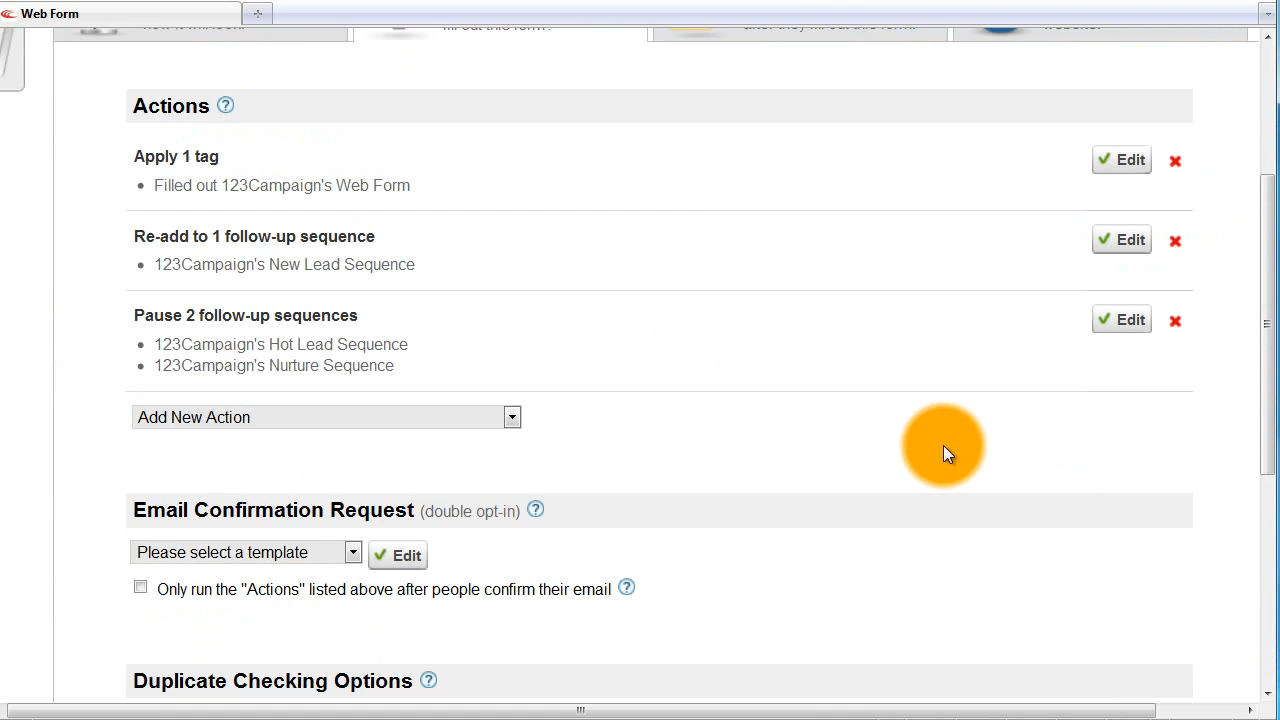 Web Form
Actions
Apply 1 tag
Edit
• Filled out 123Campaign's Web Form
Re-add to 1 follow-up sequence
Edit
• 123Campaign's New Lead Sequence
Pause 2 follow-up sequences
Edit
• 123Campaign's Hot Lead Sequence
• 123Campaign's Nurture Sequence
Add New Action
Email Confirmation Request (double opt-in)
Please select a template
Edit
Only run the "Actions" listed above after people confirm their email
Duplicate Checking Options